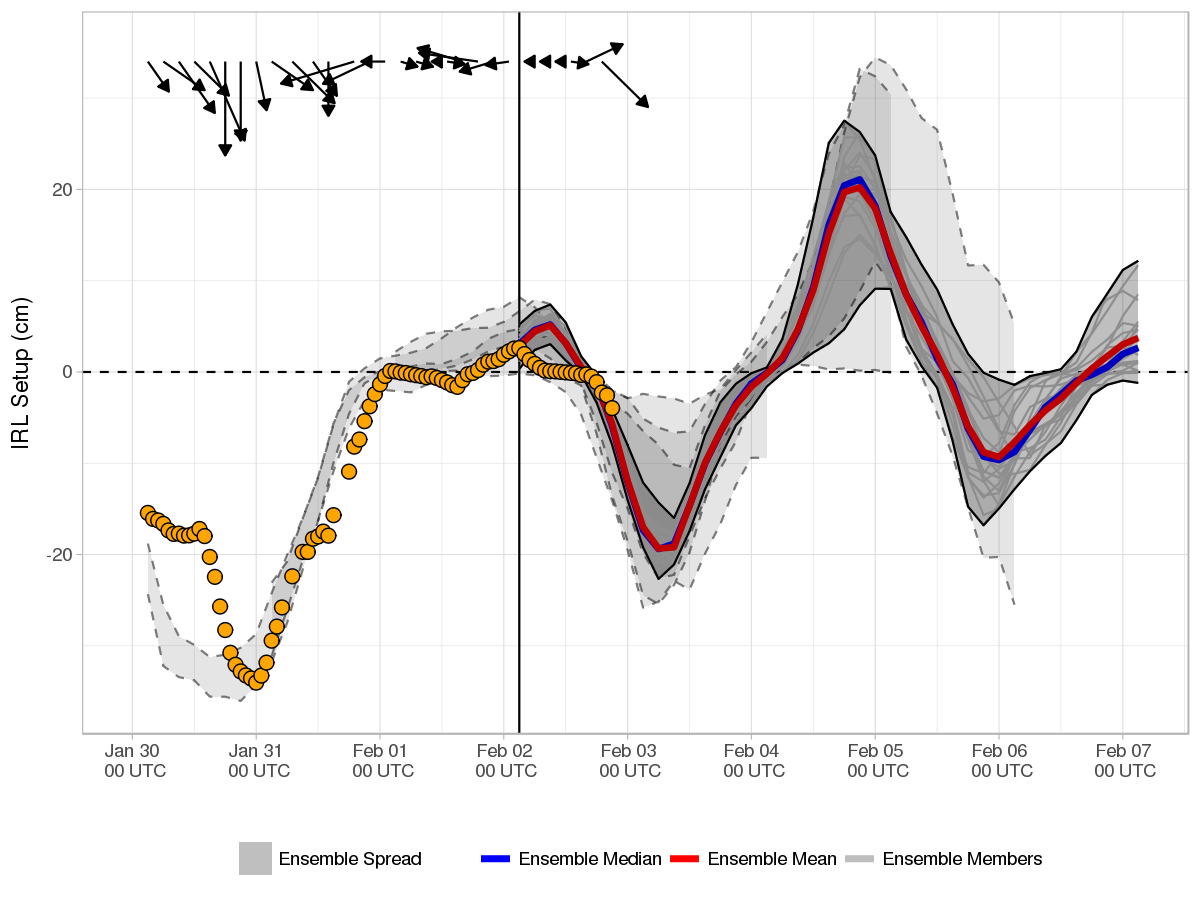 20
0
-20
IRL Setup (cm)
Jan 30 Jan 31 Feb 01 Feb 02 Feb 03 Feb 04 Feb 05 Feb 06 Feb 07
00 UTC 00 UTC 00 UTC 00 UTC 00 UTC 00 UTC 00 UTC 00 UTC 00 UTC
Ensemble Spread Ensemble Median Ensemble Mean Ensemble Members